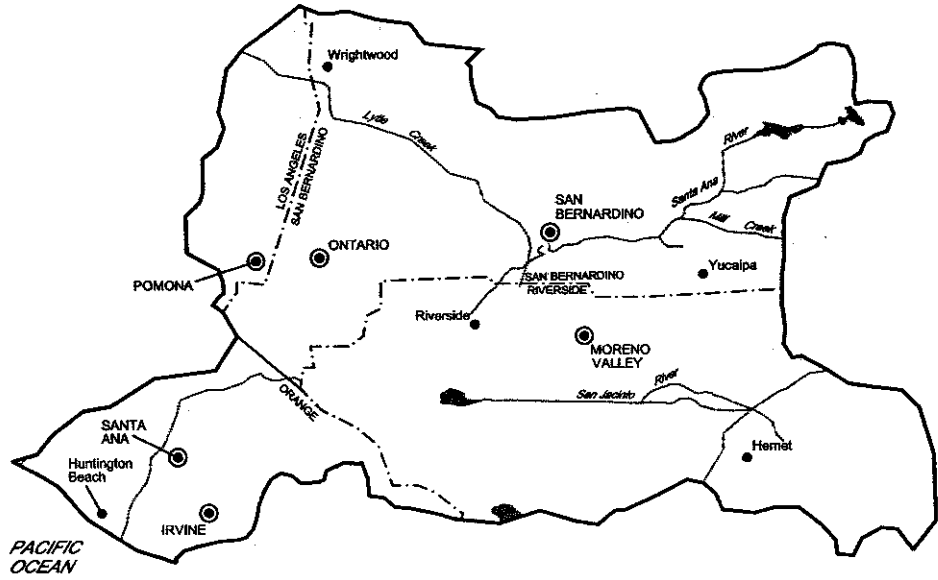 Wrightwood
Lytle
Creek
LOS ANGELES
SAN BERNARDINO
River
Santa Ana
Mill
Creek
SAN
BERNARDINO
ONTARIO
POMONA
Yucaipa
SAN BERNARDINO
RIVERSIDE
Riverside
MORENO
VALLEY
River
San Jacinto
ORANGE
SANTA
ANA
Huntington
Beach
Hemet
IRVINE
PACIFIC
OCEAN